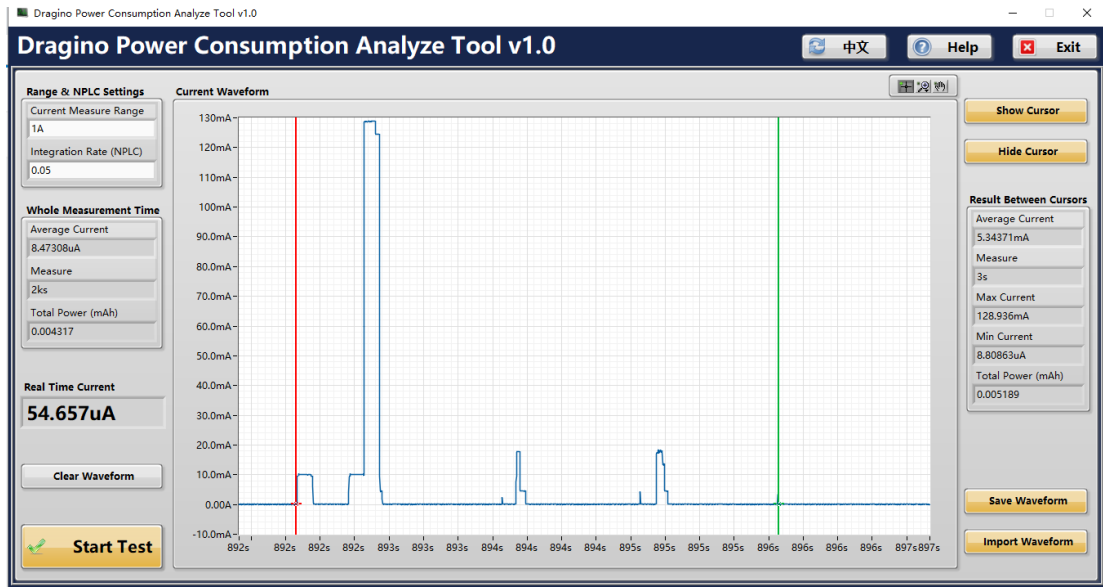 Dragino Power Consumption Analyze Tool v1.0
Dragino Power Consumption Analyze Tool v1.0
中文
Help
Exit
Range & NPLC Settings
Current Measure Range
1A
Integration Rate (NPLC)
0.05
Whole Measurement Time
Average Current
8.47308uA
Measure
2ks
Total Power (mAh)
0.004317
Real Time Current
54.657uA
Clear Waveform
Start Test
Current Waveform
130mA
120mA
110mA
100mA
90.0mA
80.0mA
70.0mA
60.0mA
50.0mA
40.0mA
30.0mA
20.0mA
10.0mA
0.00A
-10.0mA
892s 892s 892s 892s 893s 893s 893s 894s 894s 894s 894s 895s 895s 895s 895s 896s 896s 896s 896s 897s897s
Show Cursor
Hide Cursor
Result Between Cursors
Average Current
5.34371mA
Measure
3s
Max Current
128.936mA
Min Current
8.80863uA
Total Power (mAh)
0.005189
Save Waveform
Import Waveform